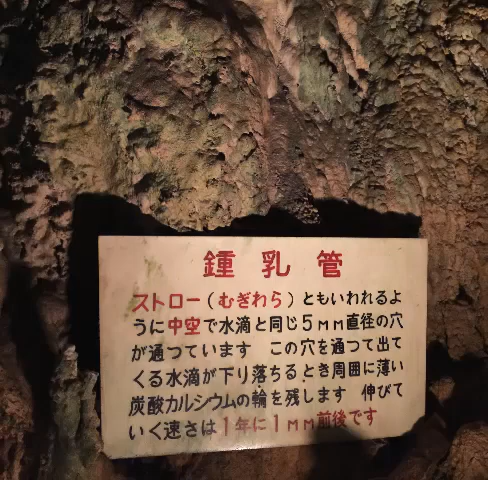 鍾乳管
ストロー(むぎわら)ともいわれるよ
うに中空で水滴と同じ5MM直径の穴
が通つています この穴を通つて出て
くる水滴が下り落ちるとき周囲に薄い
炭酸カルシウムの輪を残します 伸びて
いく速さは1年に1MM前後です